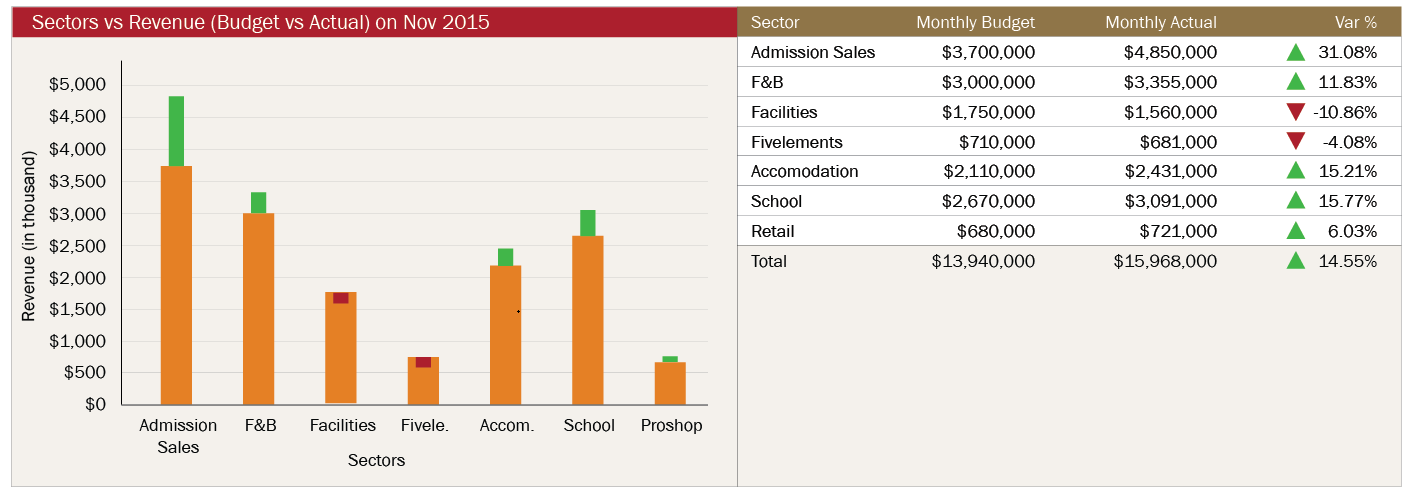 Sectors vs Revenue (Budget vs Actual) on Nov 2015
Revenue (in thousand)
$5,000
$4,500
$4,000
$3,500
$3,000
$2,500
$2,000
$1,500
$1,000
$500
$0
Admission Sales
F&B
Facilities
Fivele.
Accom.
School
Proshop
Sectors
Sector Monthly Budget Monthly Actual Var %
Admission Sales $3,700,000 $4,850,000 31.08%
F&B $3,000,000 $3,355,000 11.83%
Facilities $1,750,000 $1,560,000 -10.86%
Fivelements $710,000 $681,000 -4.08%
Accomodation $2,110,000 $2,431,000 15.21%
School $2,670,000 $3,091,000 15.77%
Retail $680,000 $721,000 6.03%
Total $13,940,000 $15,968,000 14.55%